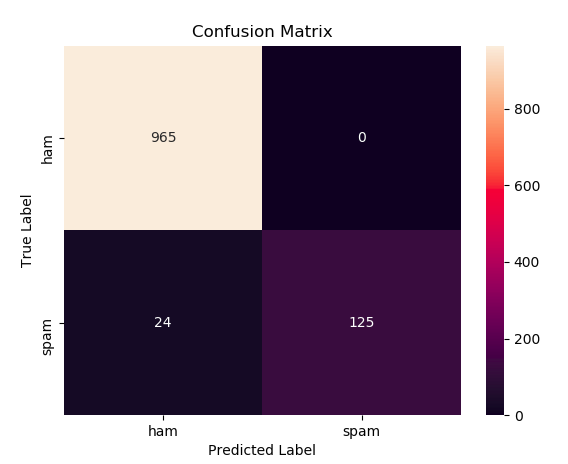 Confusion Matrix
True Label
ham
spam
965
0
24
125
ham
spam
Predicted Label
800
600
400
200
0